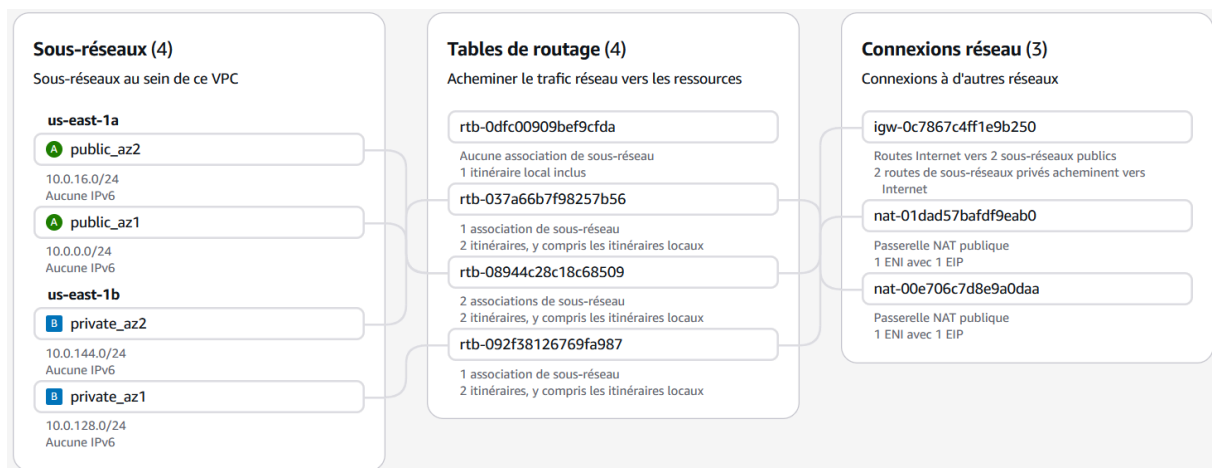 Sous-réseaux (4)
Sous-réseaux au sein de ce VPC
us-east-1a
A public_az2
10.0.16.0/24
Aucune IPv6
A public_az1
10.0.0.0/24
Aucune IPv6
us-east-1b
B private_az2
10.0.144.0/24
Aucune IPv6
B private_az1
10.0.128.0/24
Aucune IPv6
Tables de routage (4)
Acheminer le trafic réseau vers les ressources
rtb-0dfc00909bef9cfda
Aucune association de sous-réseau
1 itinéraire local inclus
rtb-037a66b7f98257b56
1 association de sous-réseau
2 itinéraires, y compris les itinéraires locaux
rtb-08944c28c18c68509
2 associations de sous-réseau
2 itinéraires, y compris les itinéraires locaux
rtb-092f38126769fa987
1 association de sous-réseau
2 itinéraires, y compris les itinéraires locaux
Connexions réseau (3)
Connexions à d'autres réseaux
igw-0c7867c4ff1e9b250
Routes Internet vers 2 sous-réseaux publics
2 routes de sous-réseaux privés acheminent vers
Internet
nat-01dad57bafdf9eab0
Passerelle NAT publique
1 ENI avec 1 EIP
nat-00e706c7d8e9a0daa
Passerelle NAT publique
1 ENI avec 1 EIP